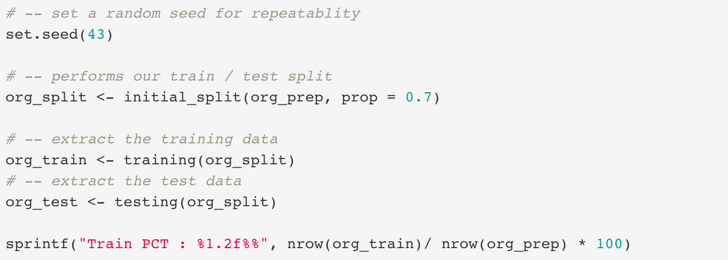 # -- set a random seed for repeatablity
set.seed(43)
# -- performs our train / test split
org_split <- initial_split(org_prep, prop = 0.7)
# -- extract the training data
org_train <- training(org_split)
# -- extract the test data
org_test <- testing(org_split)
sprintf("Train PCT : %1.2f%%", nrow(org_train)/ nrow(org_prep) * 100)